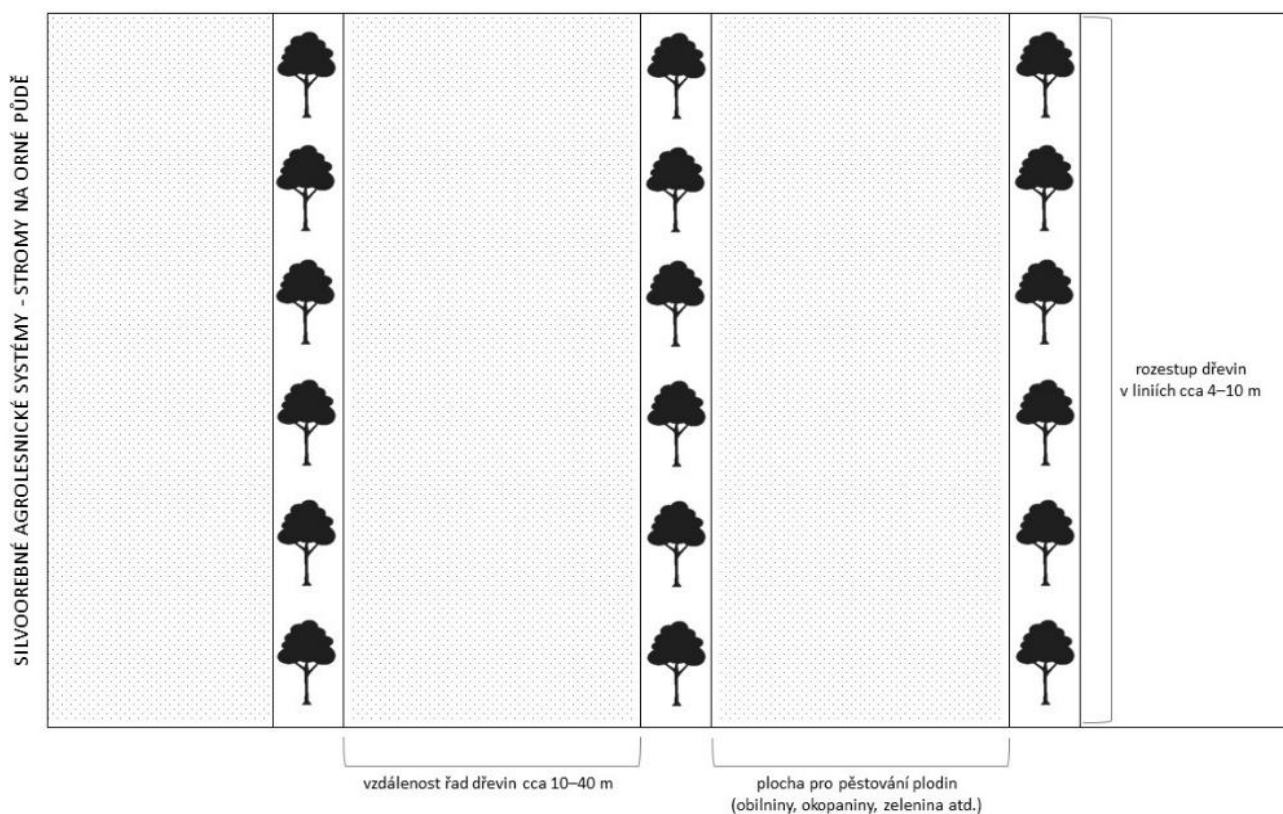 SILVOOREBNÉ AGROLESNICKÉ SYSTÉMY - STROMY NA ORNÉ PŮDĚ
rozestup dřevin
v liniích cca 4–10 m
vzdálenost řad dřevin cca 10–40 m
plocha pro pěstování plodin
(obilniny, okopaniny, zelenina atd.)